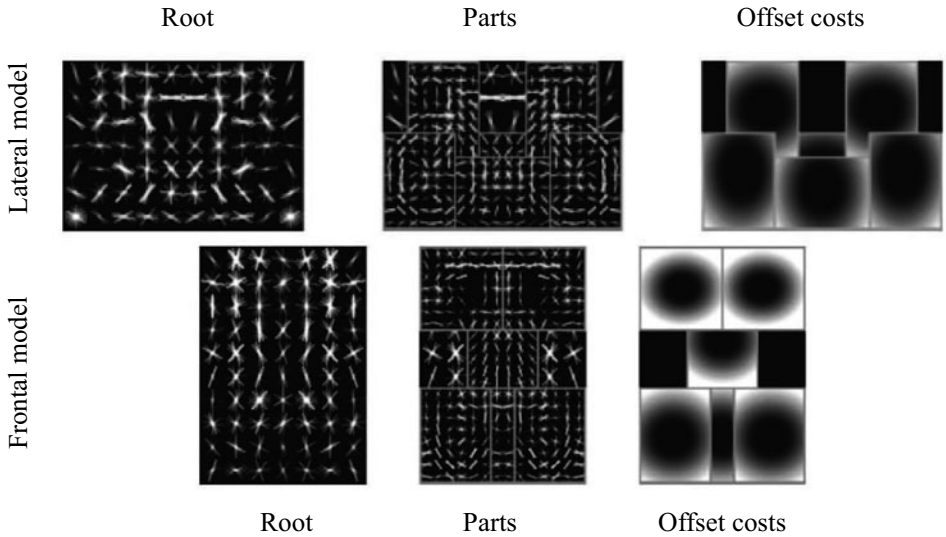 Root Parts Offset costs
Lateral model
Frontal model
Root Parts Offset costs